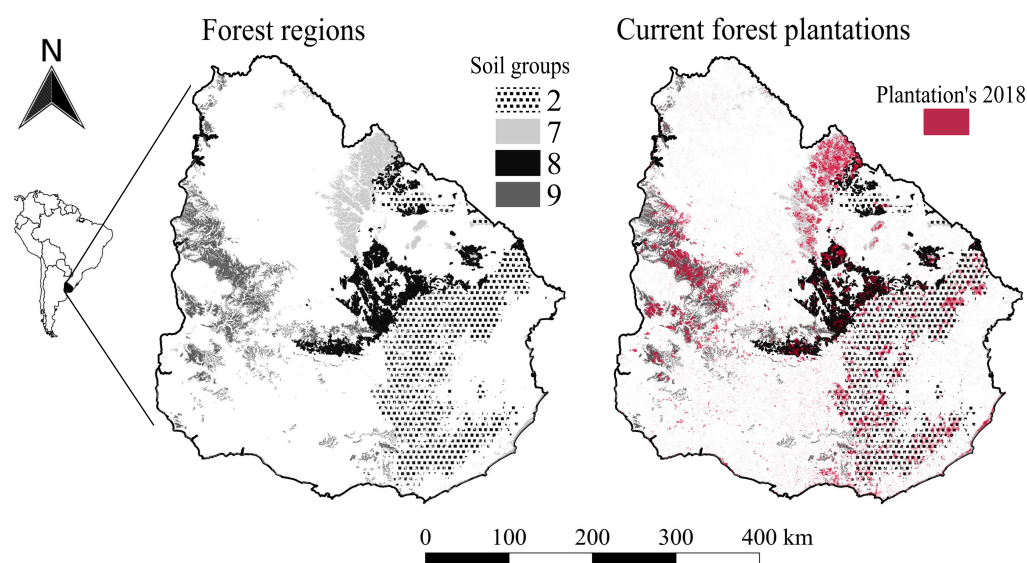 N
Forest regions
Soil groups
2
7
8
9
Current forest plantations
Plantation's 2018
0 100 200 300 400 km